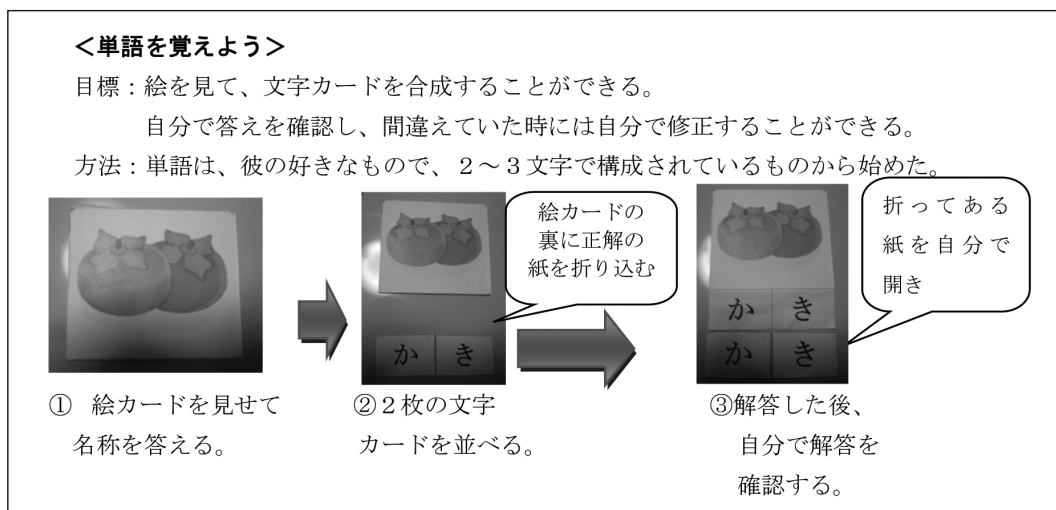 ＜単語を覚えよう＞
目標：絵を見て、文字カードを合成することができる。
自分で答えを確認し、間違えていた時には自分で修正することができる。
方法：単語は、彼の好きなもので、２～３文字で構成されているものから始めた。
絵カードの
裏に正解の
紙を折り込む
折ってある
紙を自分で
開き
か き
か き
か き
① 絵カードを見せて
名称を答える。
②２枚の文字
カードを並べる。
③解答した後、
自分で解答を
確認する。